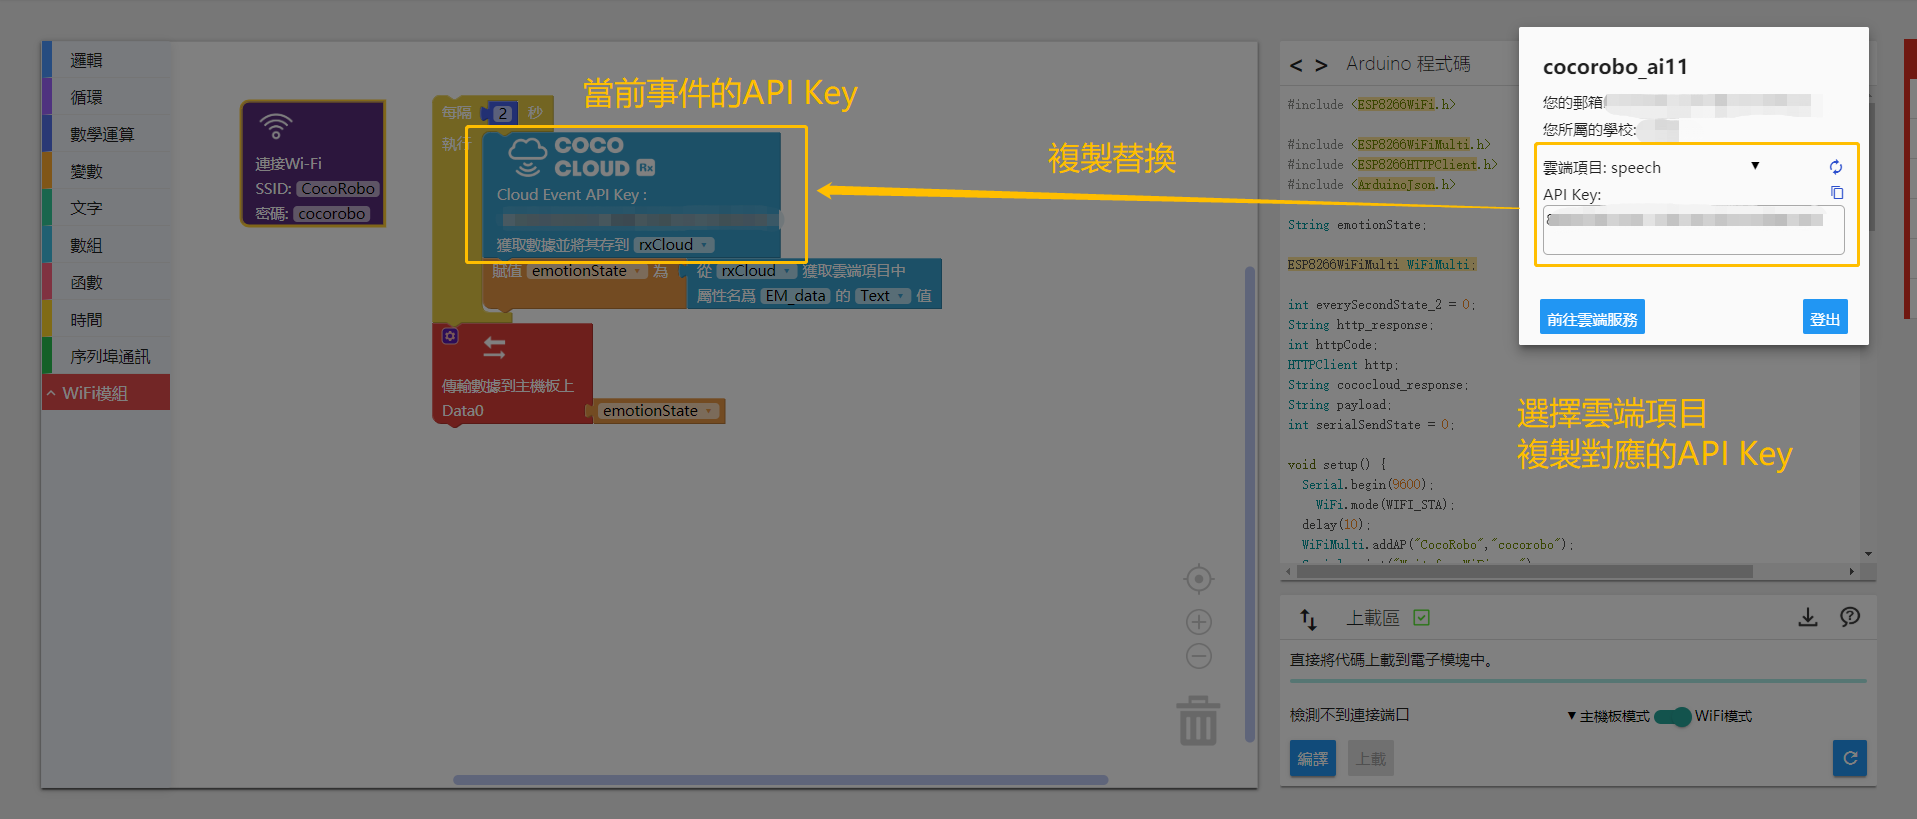 邏輯
循環
數學運算
變數
文字
數組
函數
時間
序列埠通訊
WiFi模組
連接Wi-Fi
SSID: CocoRobo
密碼: cocorobo
當前事件的API Key
每隔 2 秒
執行
COCO
CLOUD Rx
Cloud Event API Key :
獲取數據並將其存到 rxCloud
賦值 emotionState 為 從 rxCloud 獲取雲端項目中
屬性名爲 EM_data 的 Text 值
傳輸數據到主機板上
Data0 emotionState
複製替換
< > Arduino 程式碼
#include <ESP8266WiFi.h>
#include <ESP8266WiFiMulti.h>
#include <ESP8266HTTPClient.h>
#include <ArduinoJson.h>
String emotionState;
ESP8266WiFiMulti WiFiMulti;
int everySecondState_2 = 0;
String http_response;
int httpCode;
HTTPClient http;
String cococloud_response;
String payload;
int serialSendState = 0;
void setup() {
Serial.begin(9600);
WiFi.mode(WIFI_STA);
delay(10);
WiFiMulti.addAP("CocoRobo","cocorobo");
cocorobo_ai11
您的郵箱
您所屬的學校:
雲端項目: speech
API Key:
前往雲端服務
登出
選擇雲端項目
複製對應的API Key
上載區
直接將代碼上載到電子模塊中。
檢測不到連接端口
主機板模式 WiFi模式
編譯
上載